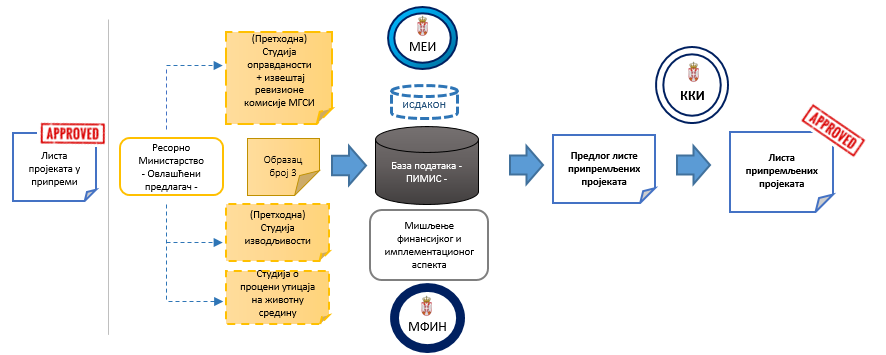 APPROVED
Листа
пројеката у
припреми
Ресорно
Министарство
- Овлашћени
предлагач -
(Претходна)
Студија
оправданости
+ извештај
ревизионе
комисије МГСИ
Образац
број 3
(Претходна)
Студија
изводљивости
Студија о
процени утицаја
на животну
средину
МЕИ
ИСДАКОН
База података -
ПИМИС -
Мишљење
финансијког и
имплементационог
аспекта
МФИН
Предлог листе
припремљених
пројеката
ККИ
APPROVED
Листа
припремљених
пројеката